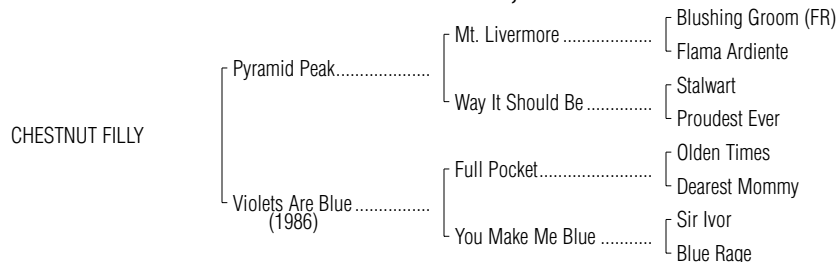 Blushing Groom (FR)
Mt. Livermore ..................
Flama Ardiente
Pyramid Peak....................
Stalwart
Way It Should Be .............
Proudest Ever
CHESTNUT FILLY
Olden Times
Full Pocket.......................
Dearest Mommy
Violets Are Blue ................
(1986)
Sir Ivor
You Make Me Blue ...........
Blue Rage